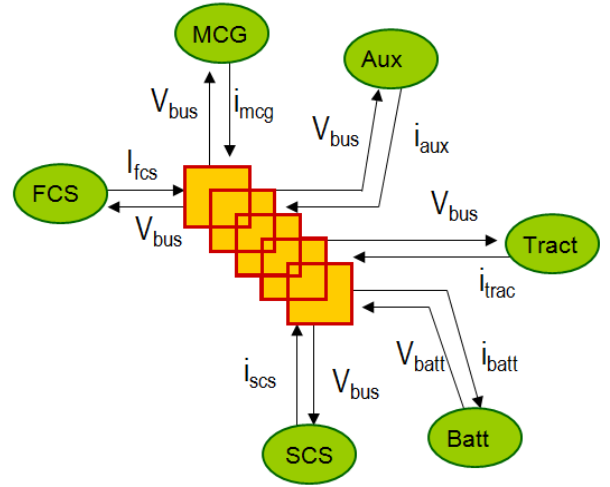 MCG
Aux
V_bus
i_mcg
V_bus
i_aux
I_fcs
FCS
V_bus
V_bus
Tract
i_trac
i_scs
V_bus
V_batt
i_batt
SCS
Batt